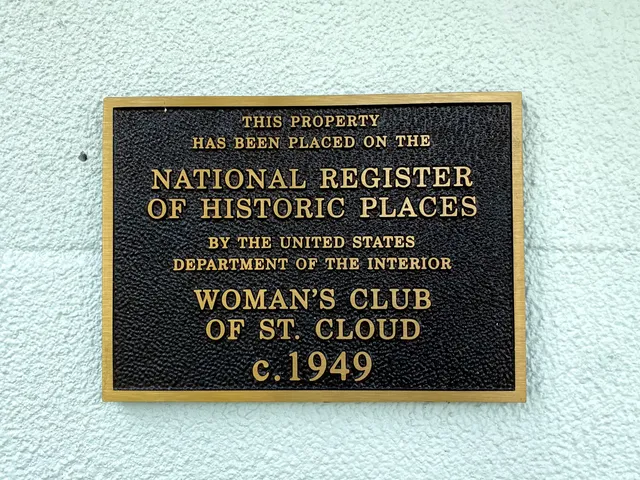 THIS PROPERTY
HAS BEEN PLACED ON THE
NATIONAL REGISTER
OF HISTORIC PLACES
BY THE UNITED STATES
DEPARTMENT OF THE INTERIOR
WOMAN'S CLUB
OF ST. CLOUD
c.1949